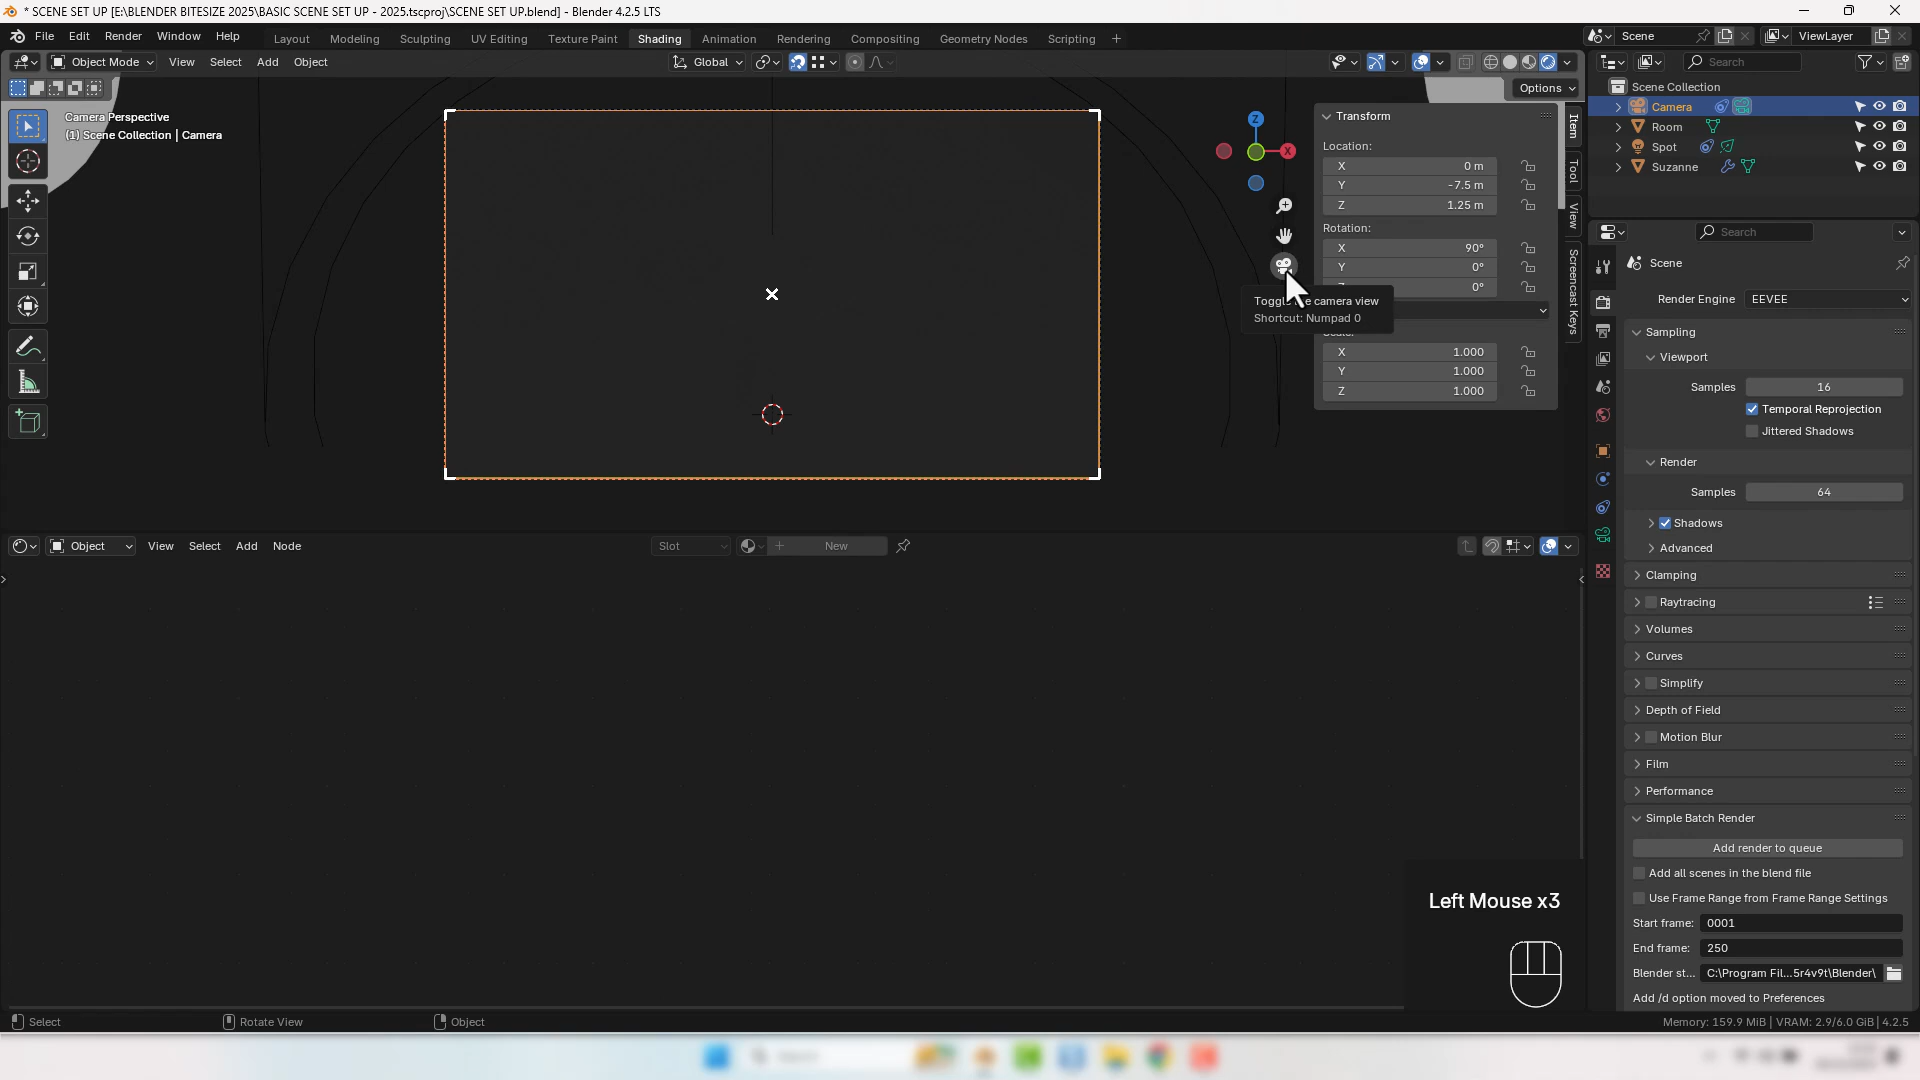 * SCENE SET UP [E:\BLENDER BITESIZE 2025\BASIC SCENE SET UP - 2025.tscproj\SCENE SET UP.blend] - Blender 4.2.5 LTS
File Edit Render Window Help Layout Modeling Sculpting UV Editing Texture Paint Shading Animation Rendering Compositing Geometry Nodes Scripting + Scene ViewLayer
Object Mode View Select Add Object Global Search
Options
Scene Collection
Camera
Room
Spot
Suzanne
Camera Perspective
(1) Scene Collection | Camera
Z
X
Transform
Location:
X 0 m
Y -7.5 m
Z 1.25 m
Rotation:
X 90°
Y 0°
0°
X 1.000
Y 1.000
Z 1.000
Item
Tool
View
Screencast Keys
Shortcut: Numpad 0
Search
Scene
Render Engine EEVEE
Sampling
Viewport
Samples 16
Temporal Reprojection
Jittered Shadows
Render
Samples 64
Shadows
Advanced
Clamping
Raytracing
Volumes
Curves
Simplify
Depth of Field
Motion Blur
Film
Performance
Simple Batch Render
Add render to queue
Add all scenes in the blend file
Use Frame Range from Frame Range Settings
Start frame: 0001
End frame: 250
Blender st... C:\Program Fil...5r4v9t\Blender\
Add /d option moved to Preferences
Object View Select Add Node Slot New
Left Mouse x3
Select Rotate View Object Memory: 159.9 MiB | VRAM: 2.9/6.0 GiB | 4.2.5